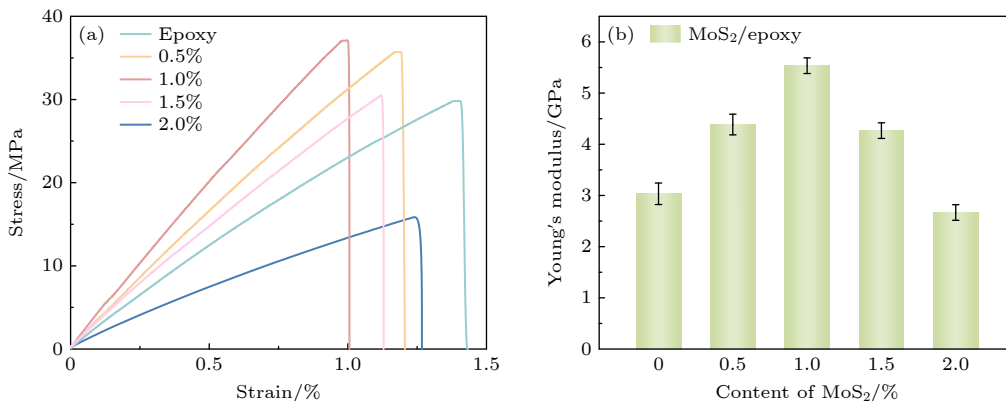 (a)
Epoxy
0.5%
1.0%
1.5%
2.0%
40
30
20
10
0
Stress/MPa
0 0.5 1.0 1.5
Strain/%
(b)
MoS₂/epoxy
6
5
4
3
2
1
0
Young's modulus/GPa
0 0.5 1.0 1.5 2.0
Content of MoS₂/%